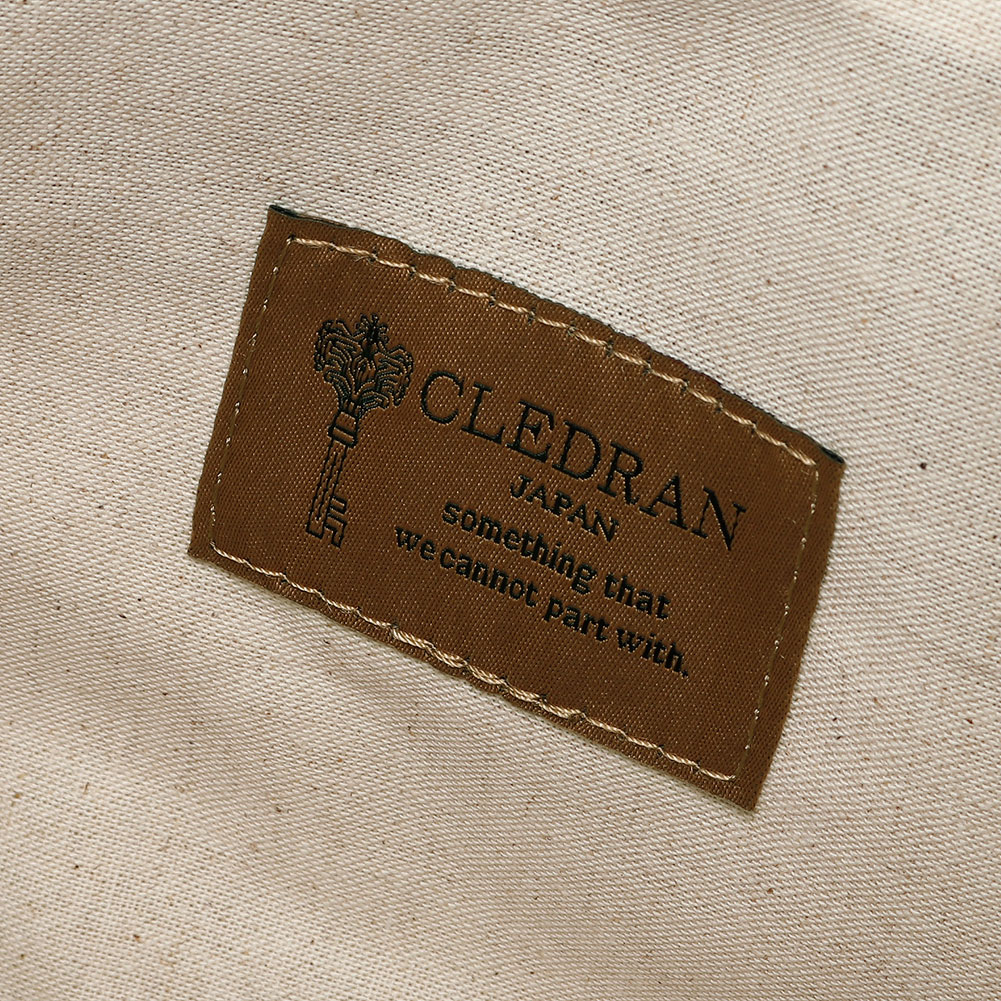 CLEDRAN
JAPAN
something that
we cannot part with.